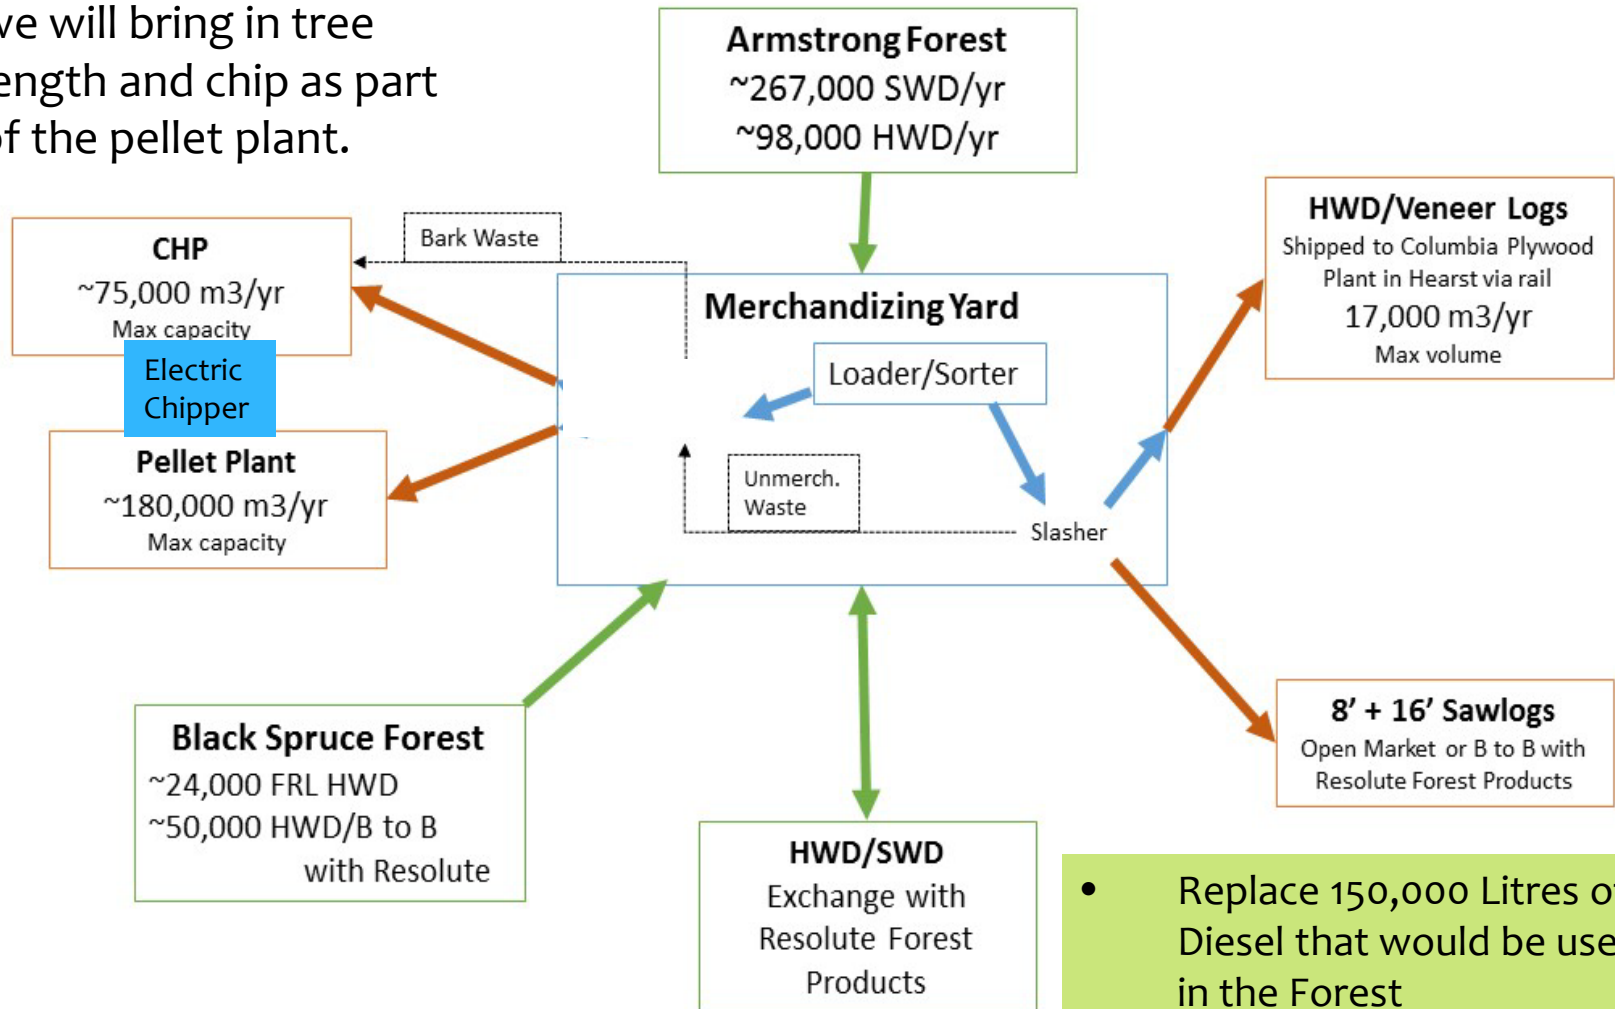 we will bring in tree
length and chip as part
of the pellet plant.
Armstrong Forest
~267,000 SWD/yr
~98,000 HWD/yr
CHP
~75,000 m3/yr
Max capacity
Bark Waste
Electric
Chipper
Pellet Plant
~180,000 m3/yr
Max capacity
Merchandizing Yard
Loader/Sorter
Unmerch.
Waste
Slasher
HWD/Veneer Logs
Shipped to Columbia Plywood
Plant in Hearst via rail
17,000 m3/yr
Max volume
8’ + 16’ Sawlogs
Open Market or B to B with
Resolute Forest Products
Black Spruce Forest
~24,000 FRL HWD
~50,000 HWD/B to B
with Resolute
HWD/SWD
Exchange with
Resolute Forest
Products
• Replace 150,000 Litres of
Diesel that would be use
in the Forest